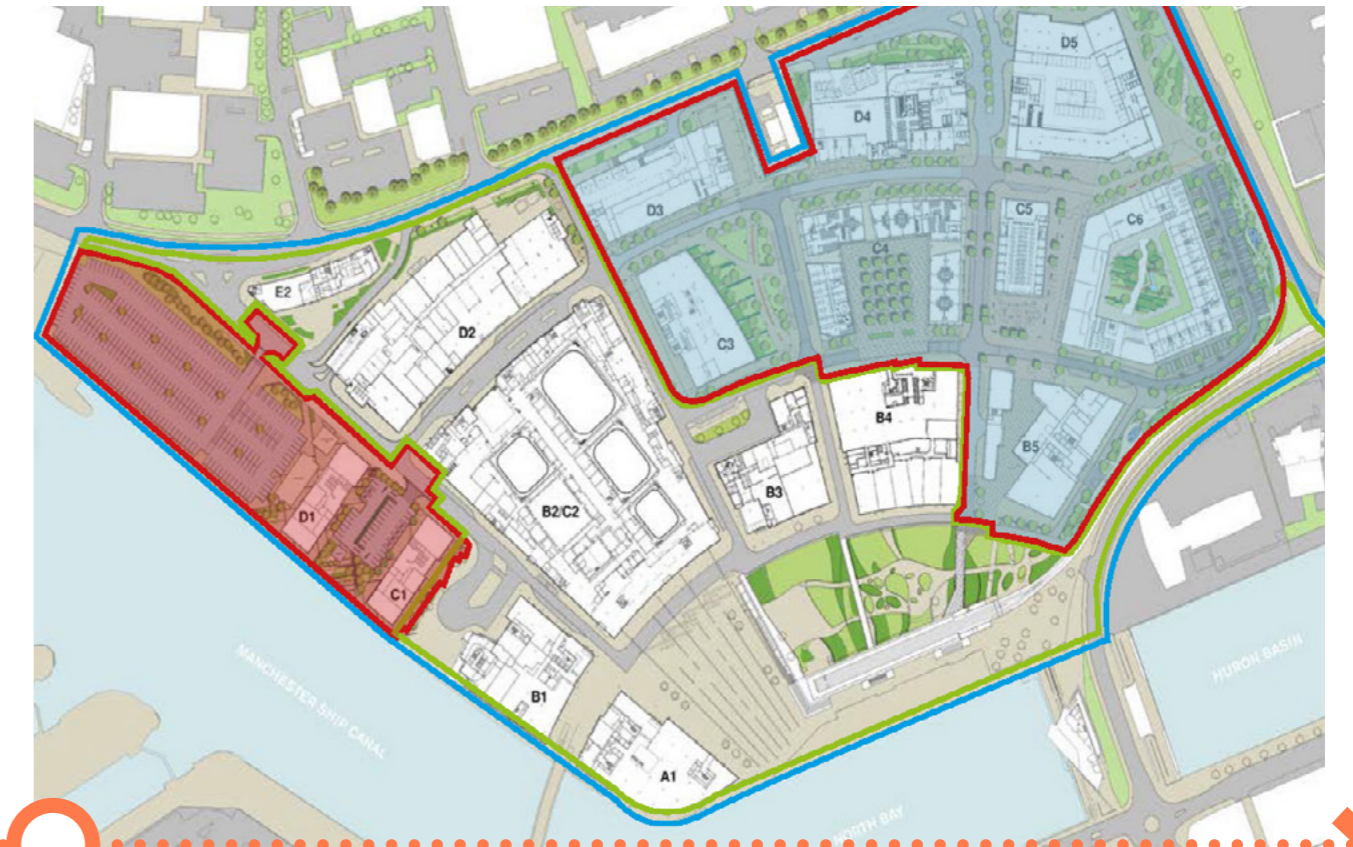 D5
D4
D3
C5
C6
C4
E2
D2
C3
B4
B5
B3
B2/C2
D1
C1
B1
A1
MANCHESTER SHIP CANAL
HURON BASIN
NORTH BAY